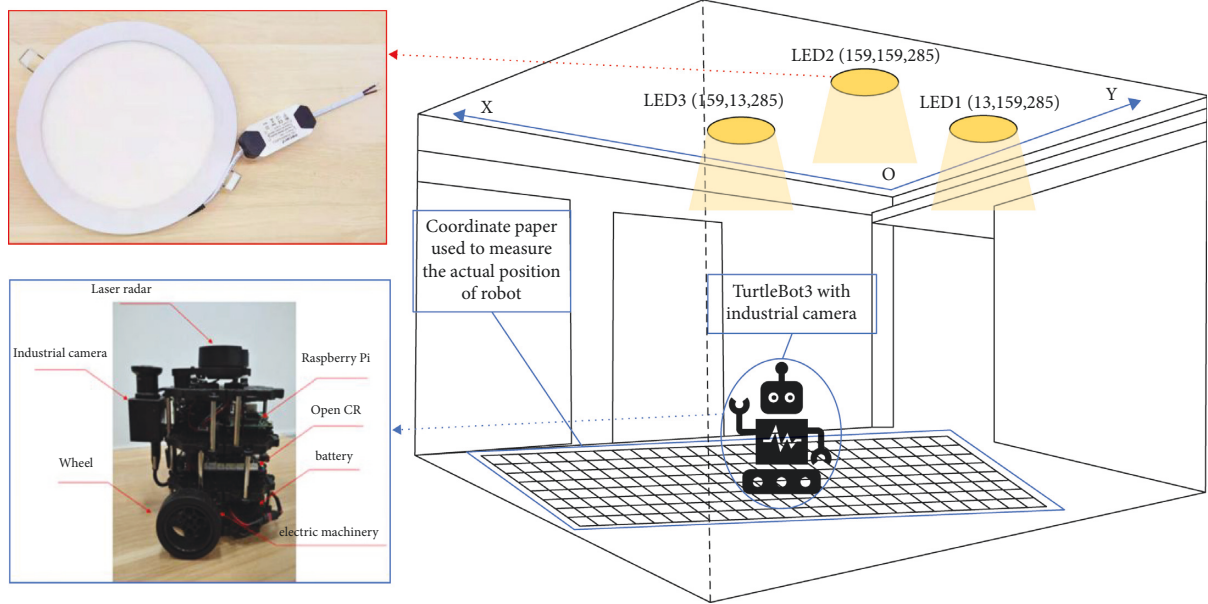 LED2 (159,159,285)
LED3 (159,13,285)
LED1 (13,159,285)
X
Y
O
Coordinate paper
used to measure
the actual position
of robot
TurtleBot3 with
industrial camera
Laser radar
Industrial camera
Raspberry Pi
Open CR
Wheel
battery
electric machinery